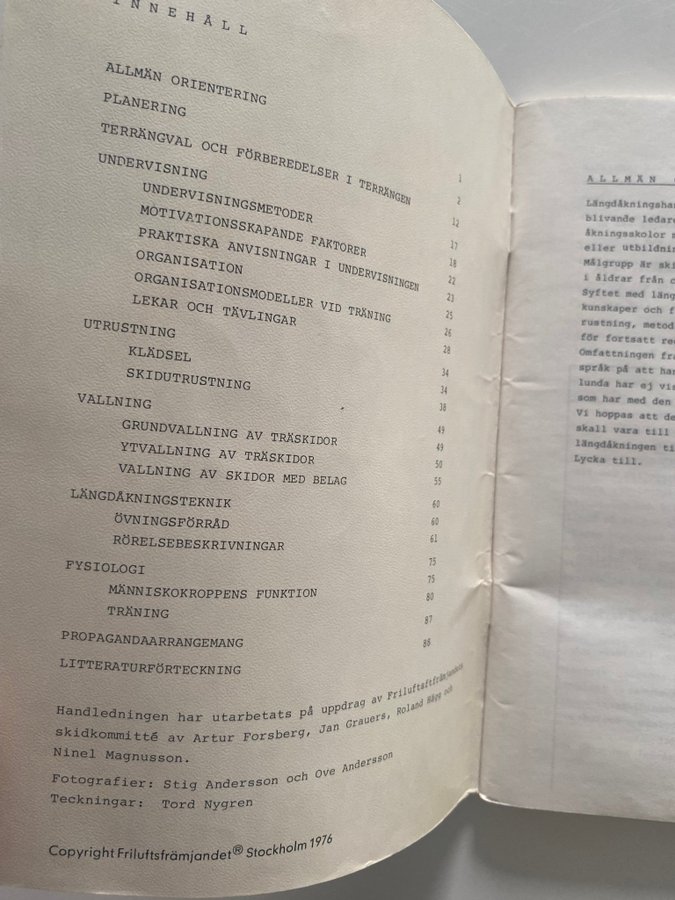 INNEHÅLL
ALLMÄN ORIENTERING 1
PLANERING 2
TERRÄNGVAL OCH FÖRBEREDELSER I TERRÄNGEN 12
UNDERVISNING 17
UNDERVISNINGSMETODER 18
MOTIVATIONSSKAPANDE FAKTORER 22
PRAKTISKA ANVISNINGAR I UNDERVISNINGEN 23
ORGANISATION 25
ORGANISATIONSMODELLER VID TRÄNING 26
LEKAR OCH TÄVLINGAR 28
UTRUSTNING 34
KLÄDSEL 34
SKIDUTRUSTNING 38
VALLNING 49
GRUNDVALLNING AV TRÄSKIDOR 49
YTVALLNING AV TRÄSKIDOR 50
VALLNING AV SKIDOR MED BELAG 55
LÄNGDÅKNINGSTEKNIK 60
ÖVNINGSFÖRRÅD 60
RÖRELSEBESKRIVNINGAR 61
FYSIOLOGI 75
MÄNNISKOKROPPENS FUNKTION 75
TRÄNING 80
PROPAGANDAARRANGEMANG 87
LITTERATURFÖRTECKNING 88
Handledningen har utarbetats på uppdrag av Friluftsftfrämjandets
skidkommitté av Artur Forsberg, Jan Grauers, Roland Hägg och
Ninel Magnusson.
Fotografier: Stig Andersson och Ove Andersson
Teckningar: Tord Nygren
Copyright Friluftsfrämjandet® Stockholm 1976
ALLMÄN
Längdåkningsha
blivande ledare
åkningsskolor
eller utbildnin
Målgrupp är ski
i åldrar från
Syftet med läng
kunskaper och f
rustning, metod
för fortsatt re
Omfattningen fra
språk på att ha
lunda har ej vis
som har med den
Vi hoppas att de
skall vara till
längdåkningen ti
Lycka till.